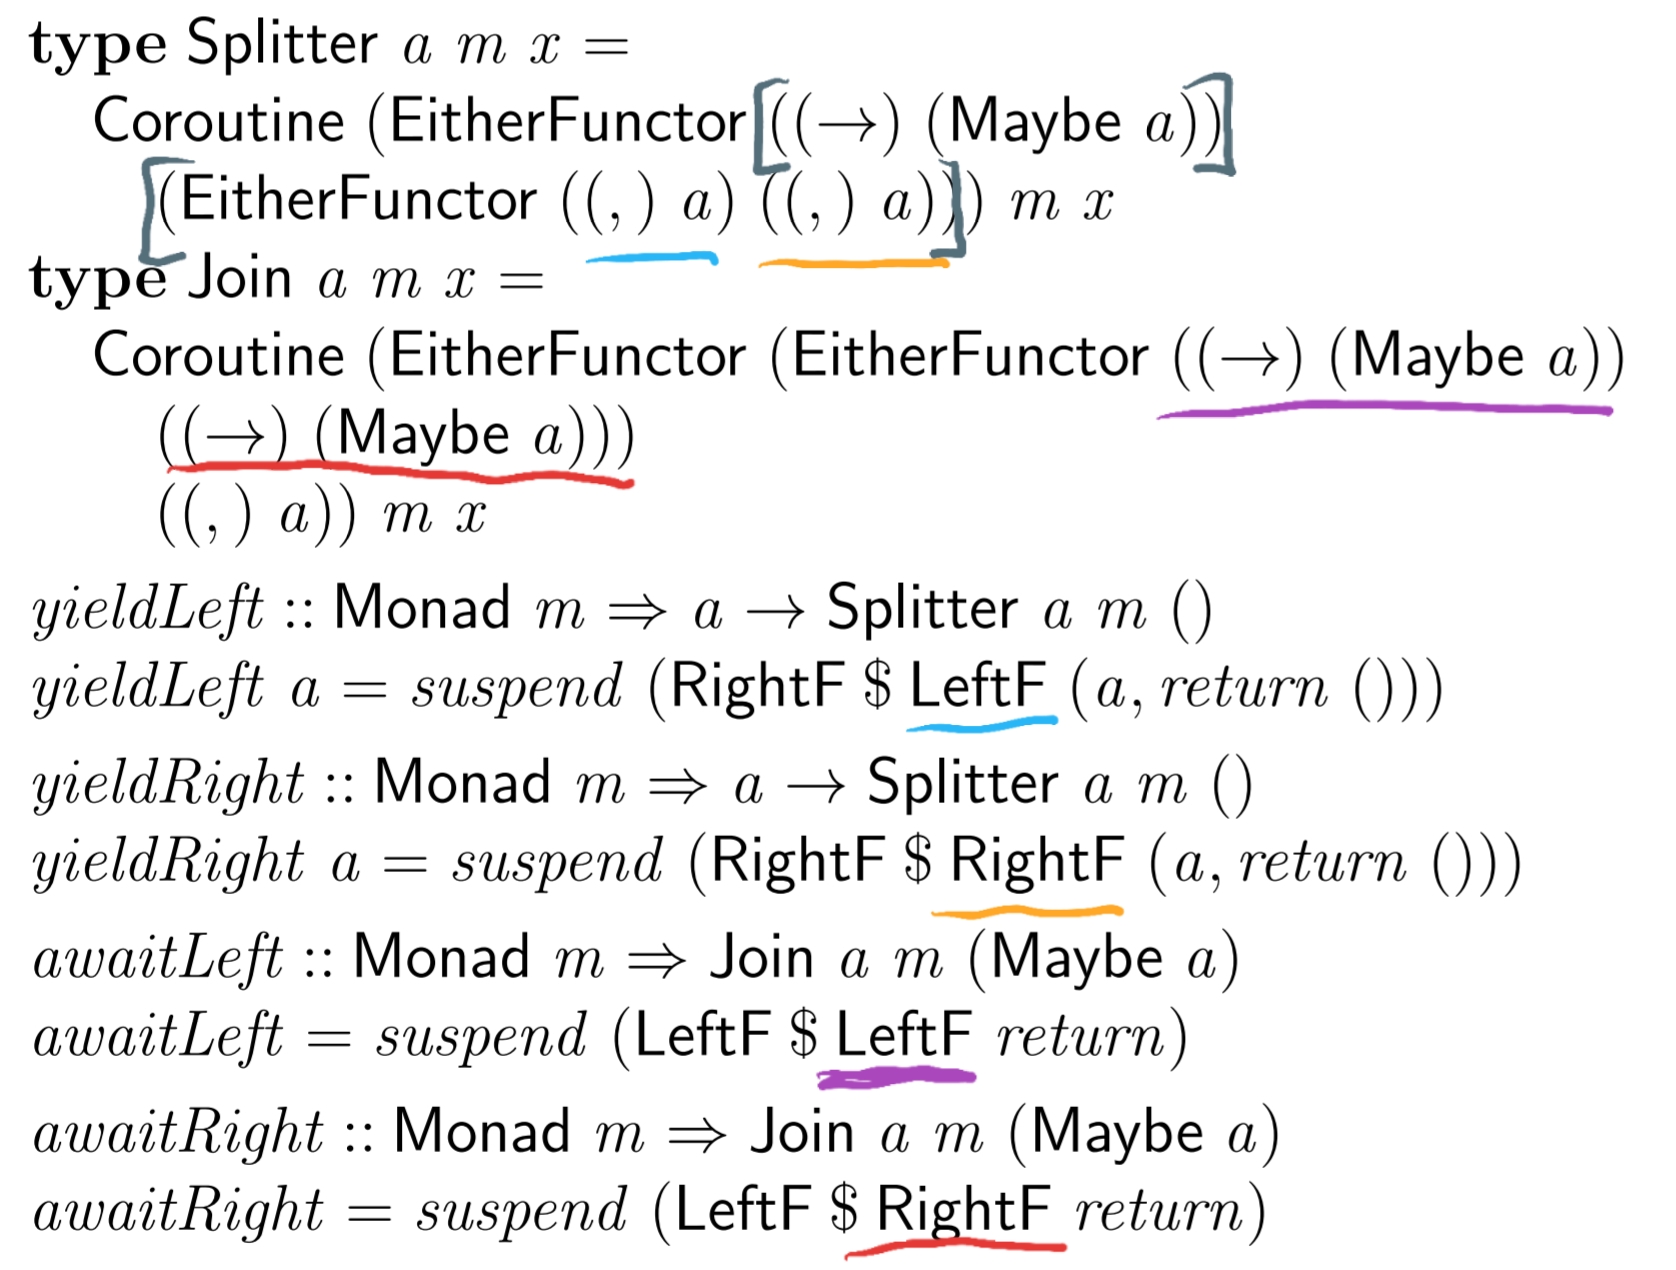 type Splitter a m x =
Coroutine (EitherFunctor ((→) (Maybe a))
(EitherFunctor ((,) a) ((,) a))) m x
type Join a m x =
Coroutine (EitherFunctor (EitherFunctor ((→) (Maybe a))
((→) (Maybe a)))
((,) a)) m x
yieldLeft :: Monad m ⇒ a → Splitter a m ()
yieldLeft a = suspend (RightF $ LeftF (a, return ()))
yieldRight :: Monad m ⇒ a → Splitter a m ()
yieldRight a = suspend (RightF $ RightF (a, return ()))
awaitLeft :: Monad m ⇒ Join a m (Maybe a)
awaitLeft = suspend (LeftF $ LeftF return)
awaitRight :: Monad m ⇒ Join a m (Maybe a)
awaitRight = suspend (LeftF $ RightF return)